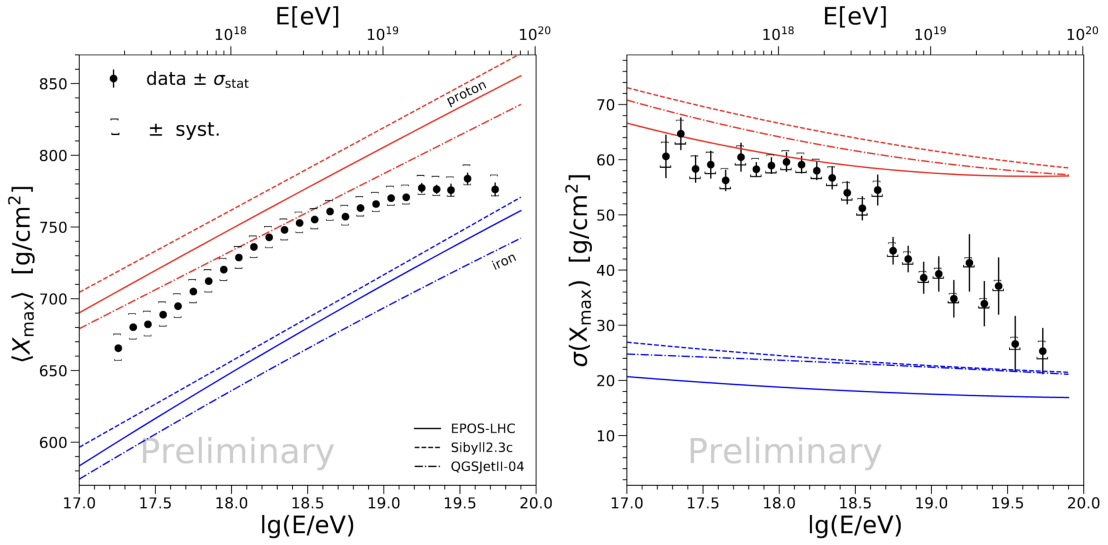 E[eV]
10^18 10^19 10^20
850
800
750
700
650
600
⟨X_max⟩ [g/cm²]
data ± σ_stat
± syst.
proton
iron
EPOS-LHC
Sibyll2.3c
QGSJetII-04
Preliminary
17.0 17.5 18.0 18.5 19.0 19.5 20.0
lg(E/eV)
E[eV]
10^18 10^19 10^20
70
60
50
40
30
20
10
σ(X_max) [g/cm²]
Preliminary
17.0 17.5 18.0 18.5 19.0 19.5 20.0
lg(E/eV)